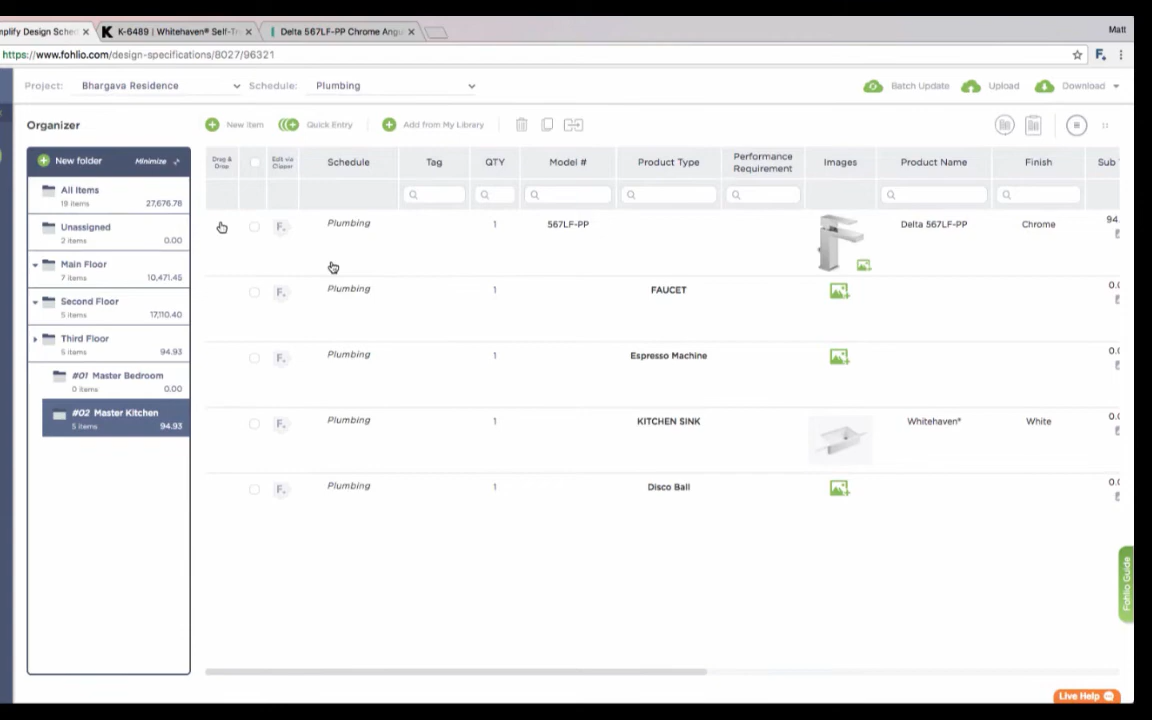 mplify Design Sche
K-6489 | Whitehaven® Self-Tr
Delta 567LF-PP Chrome Angu
Matt
https://www.fohlio.com/design-specifications/8027/96321
Project: Bhargava Residence Schedule: Plumbing
Batch Update Upload Download
Organizer
New item Quick Entry Add from My Library
New folder Minimize
Drag & Drop
Edit via Clipper
Schedule Tag QTY Model # Product Type Performance Requirement Images Product Name Finish Sub
All Items
19 items 27,676.78
Unassigned
2 items 0.00
Main Floor
7 items 10,471.45
Second Floor
5 items 17,110.40
Third Floor
5 items 94.93
#01 Master Bedroom
0 items 0.00
#02 Master Kitchen
5 items 94.93
F. Plumbing 1 567LF-PP Delta 567LF-PP Chrome 94.
F. Plumbing 1 FAUCET 0.0
F. Plumbing 1 Espresso Machine 0.0
F. Plumbing 1 KITCHEN SINK Whitehaven® White 0.0
F. Plumbing 1 Disco Ball 0.0
Fohlio Guide
Live Help